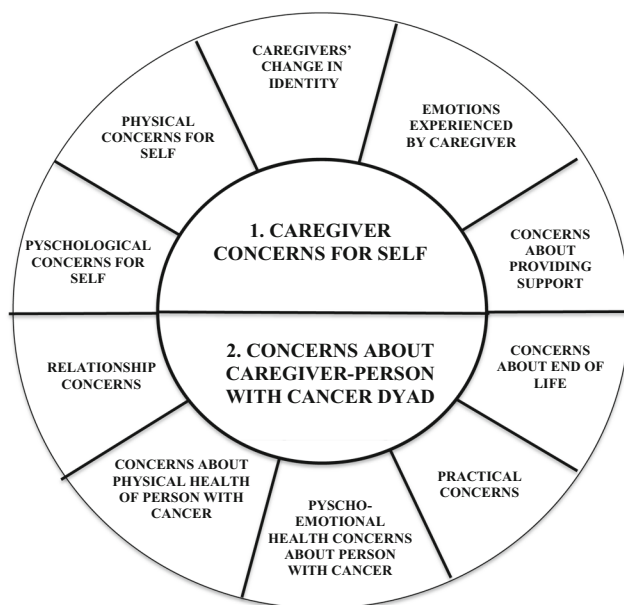 CAREGIVERS'
CHANGE IN
IDENTITY
EMOTIONS
EXPERIENCED
BY CAREGIVER
PHYSICAL
CONCERNS FOR
SELF
PYSCHOLOGICAL
CONCERNS FOR
SELF
1. CAREGIVER
CONCERNS FOR SELF
CONCERNS
ABOUT
PROVIDING
SUPPORT
RELATIONSHIP
CONCERNS
2. CONCERNS ABOUT
CAREGIVER-PERSON
WITH CANCER DYAD
CONCERNS
ABOUT END OF
LIFE
CONCERNS ABOUT
PHYSICAL HEALTH
OF PERSON WITH
CANCER
PYSCHO-
EMOTIONAL
HEALTH CONCERNS
ABOUT PERSON
WITH CANCER
PRACTICAL
CONCERNS